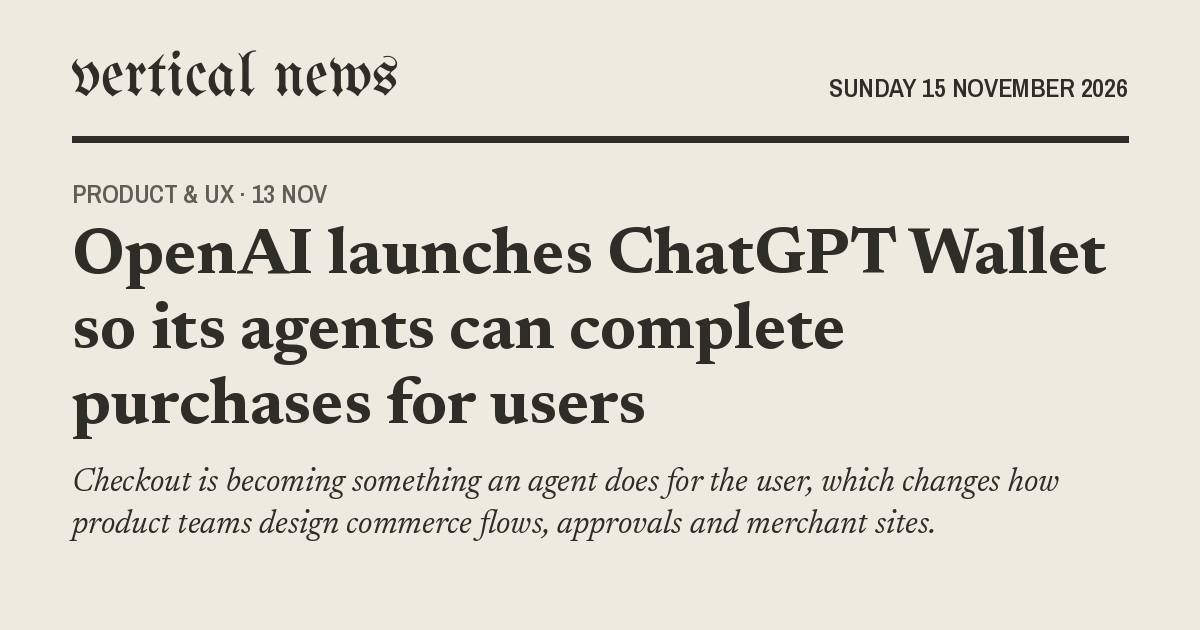 vertical news
SUNDAY 15 NOVEMBER 2026
PRODUCT & UX · 13 NOV
OpenAI launches ChatGPT Wallet
so its agents can complete
purchases for users
Checkout is becoming something an agent does for the user, which changes how
product teams design commerce flows, approvals and merchant sites.